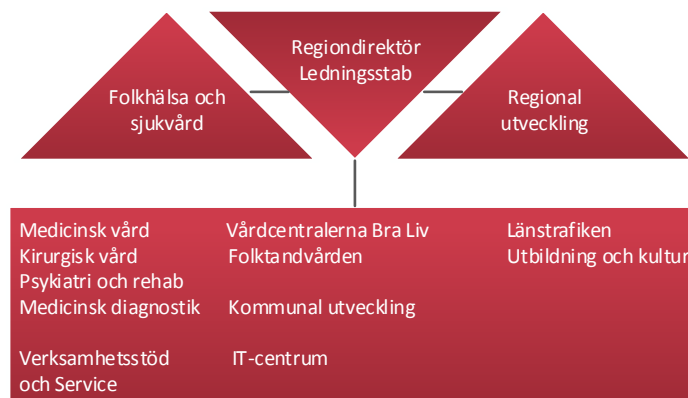 Regiondirektör
Ledningsstab
Folkhälsa och
sjukvård
Regional
utveckling
Medicinsk vård
Kirurgisk vård
Psykiatri och rehab
Medicinsk diagnostik
Verksamhetsstöd
och Service
Vårdcentralerna Bra Liv
Folktandvården
Kommunal utveckling
IT-centrum
Länstrafiken
Utbildning och kultur